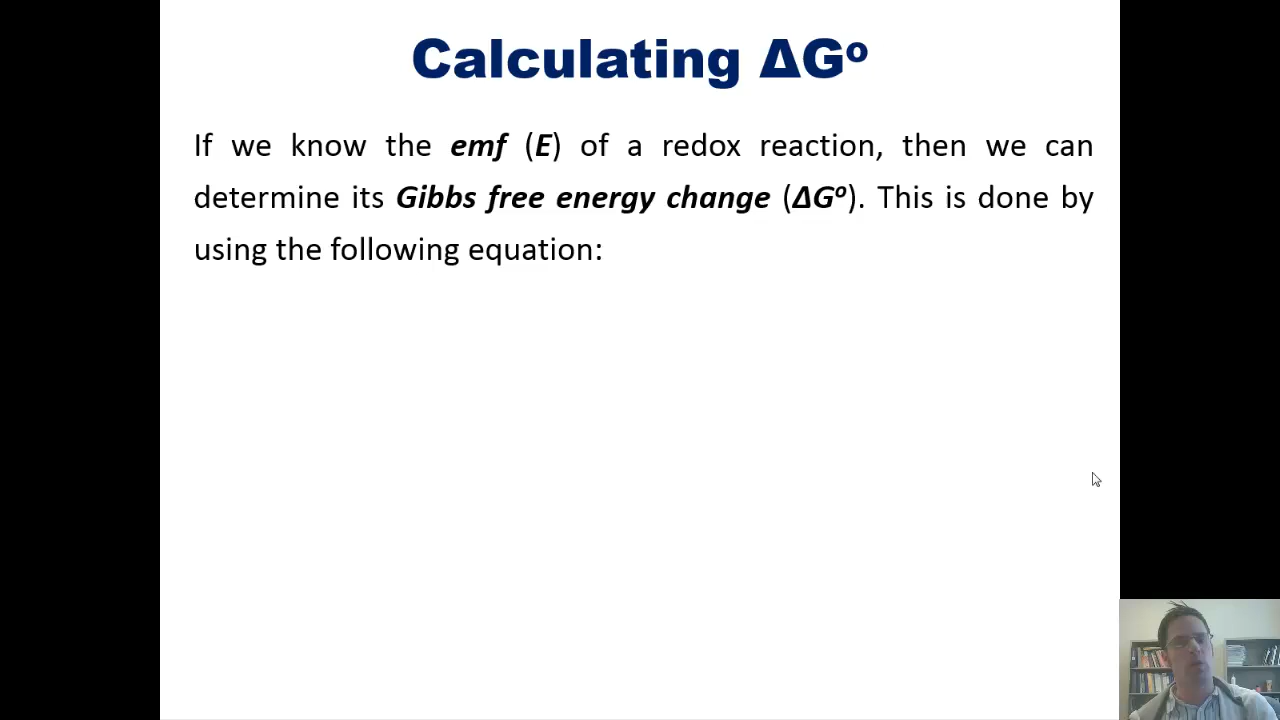 Calculating ΔGº
If we know the emf (E) of a redox reaction, then we can
determine its Gibbs free energy change (ΔGº). This is done by
using the following equation: